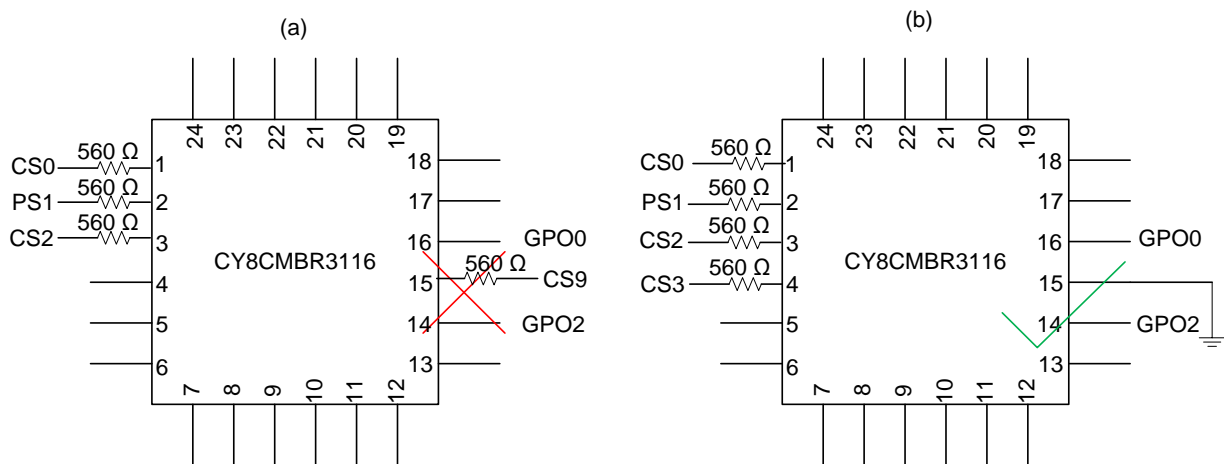 (a)
24 23 22 21 20 19
CS0 560 Ω 1
PS1 560 Ω 2
CS2 560 Ω 3
4
5
6
CY8CMBR3116
18
17
16 GPO0
15 560 Ω CS9
14 GPO2
13
7 8 9 10 11 12
(b)
24 23 22 21 20 19
CS0 560 Ω 1
PS1 560 Ω 2
CS2 560 Ω 3
CS3 560 Ω 4
5
6
CY8CMBR3116
18
17
16 GPO0
15
14 GPO2
13
7 8 9 10 11 12